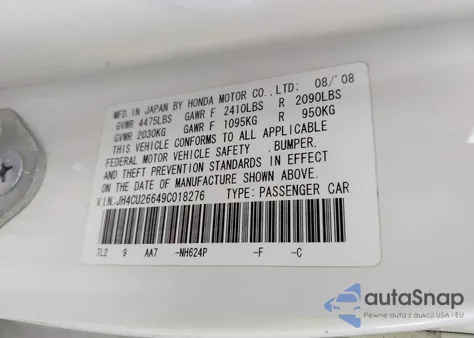 MFD. IN JAPAN BY HONDA MOTOR CO.,LTD: 08/'08
GVWR 4475LBS GAWR F 2410LBS R 2090LBS
GVWR 2030KG GAWR F 1095KG R 950KG
THIS VEHICLE CONFORMS TO ALL APPLICABLE
FEDERAL MOTOR VEHICLE SAFETY ,BUMPER,
AND THEFT PREVENTION STANDARDS IN EFFECT
ON THE DATE OF MANUFACTURE SHOWN ABOVE.
V.I.N.:JH4CU26649C018276 TYPE: PASSENGER CAR
TL2 9 AA7 -NH624P -F -C
autoSnap
Pewne auta z aukcji USA - EU